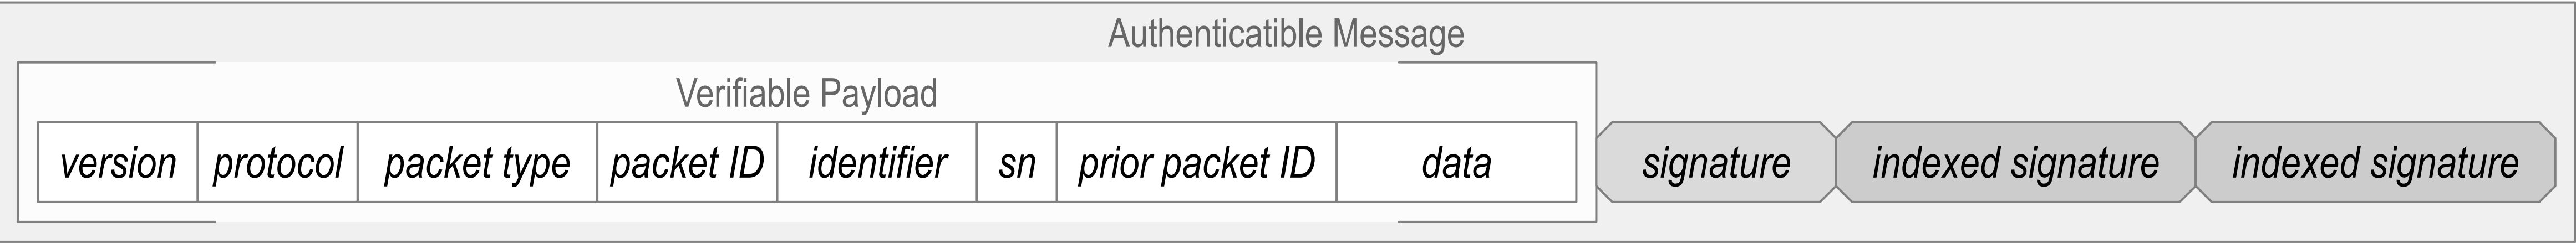 Authenticatible Message
Verifiable Payload
version protocol packet type packet ID identifier sn prior packet ID data signature indexed signature indexed signature